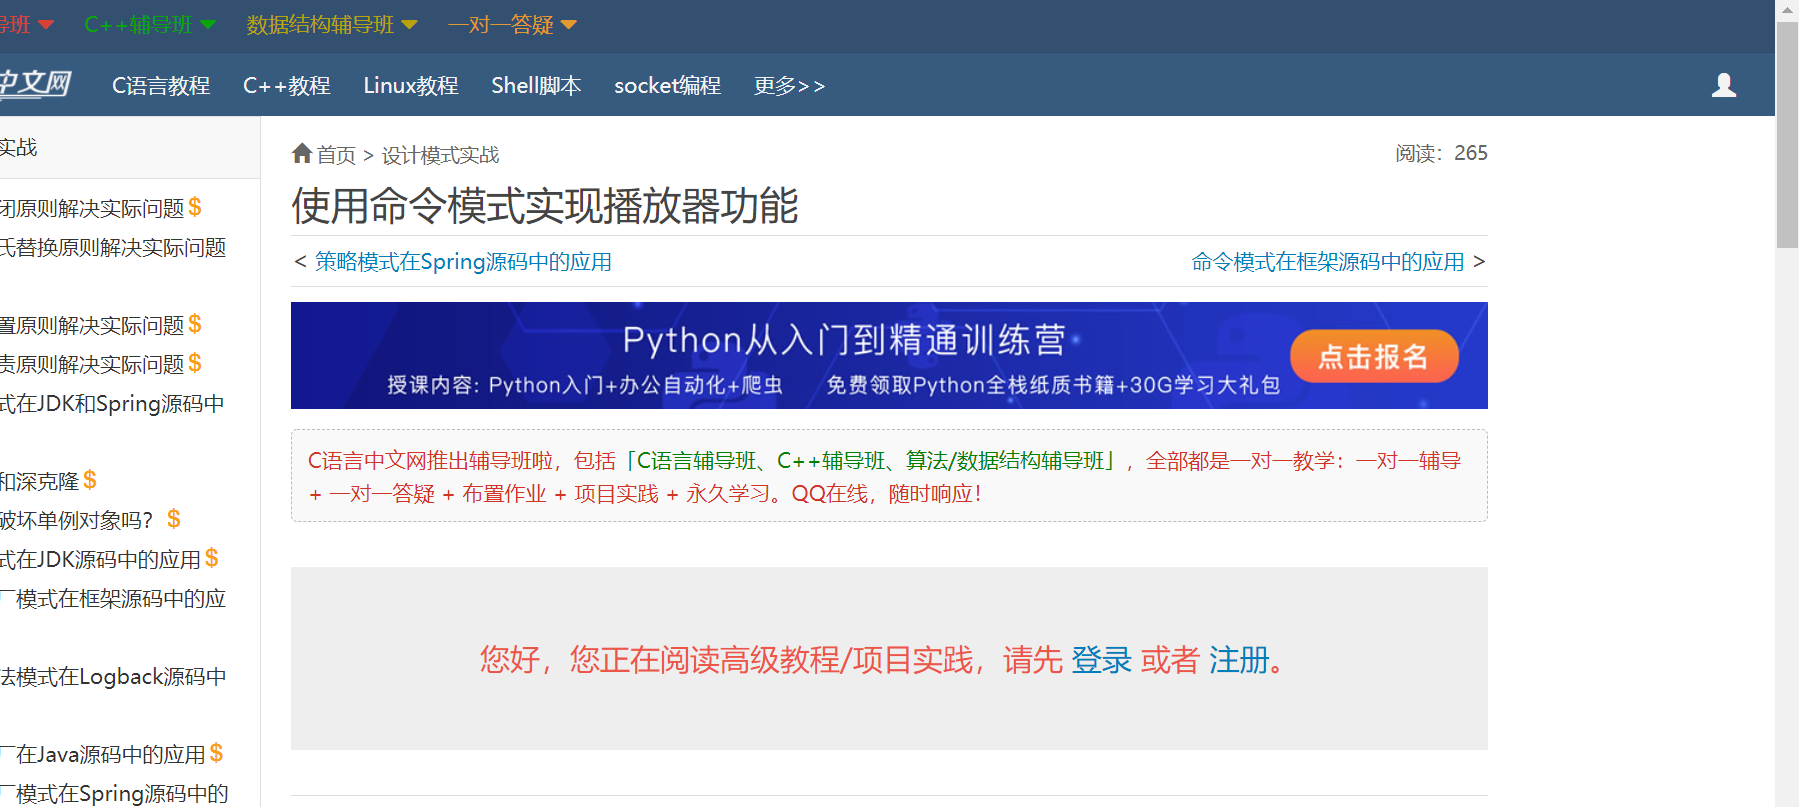 导班
C++辅导班
数据结构辅导班
一对一答疑
中文网
C语言教程
C++教程
Linux教程
Shell脚本
socket编程
更多>>
实战
闭原则解决实际问题$
氏替换原则解决实际问题
置原则解决实际问题$
责原则解决实际问题$
式在JDK和Spring源码中
和深克隆$
破坏单例对象吗？$
式在JDK源码中的应用$
厂模式在框架源码中的应
法模式在Logback源码中
厂在Java源码中的应用$
厂模式在Spring源码中的
首页 > 设计模式实战
阅读：265
使用命令模式实现播放器功能
< 策略模式在Spring源码中的应用
命令模式在框架源码中的应用 >
Python从入门到精通训练营
授课内容: Python入门+办公自动化+爬虫 免费领取Python全栈纸质书籍+30G学习大礼包
点击报名
C语言中文网推出辅导班啦，包括「C语言辅导班、C++辅导班、算法/数据结构辅导班」，全部都是一对一教学：一对一辅导
+ 一对一答疑 + 布置作业 + 项目实践 + 永久学习。QQ在线，随时响应！
您好，您正在阅读高级教程/项目实践，请先 登录 或者 注册。